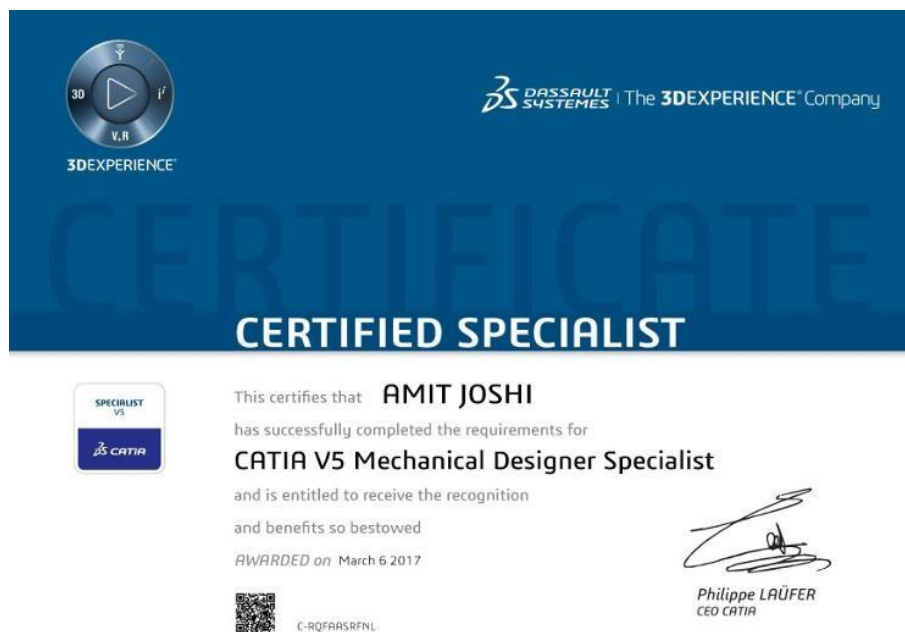 3D
V.R
3DEXPERIENCE
DASSAULT SYSTEMES | The 3DEXPERIENCE® Company
CERTIFICATE
CERTIFIED SPECIALIST
SPECIALIST
V5
CATIA
This certifies that AMIT JOSHI
has successfully completed the requirements for
CATIA V5 Mechanical Designer Specialist
and is entitled to receive the recognition
and benefits so bestowed
AWARDED on March 6 2017
Philippe LAÜFER
CEO CATIA
C-RQFAASRFNL